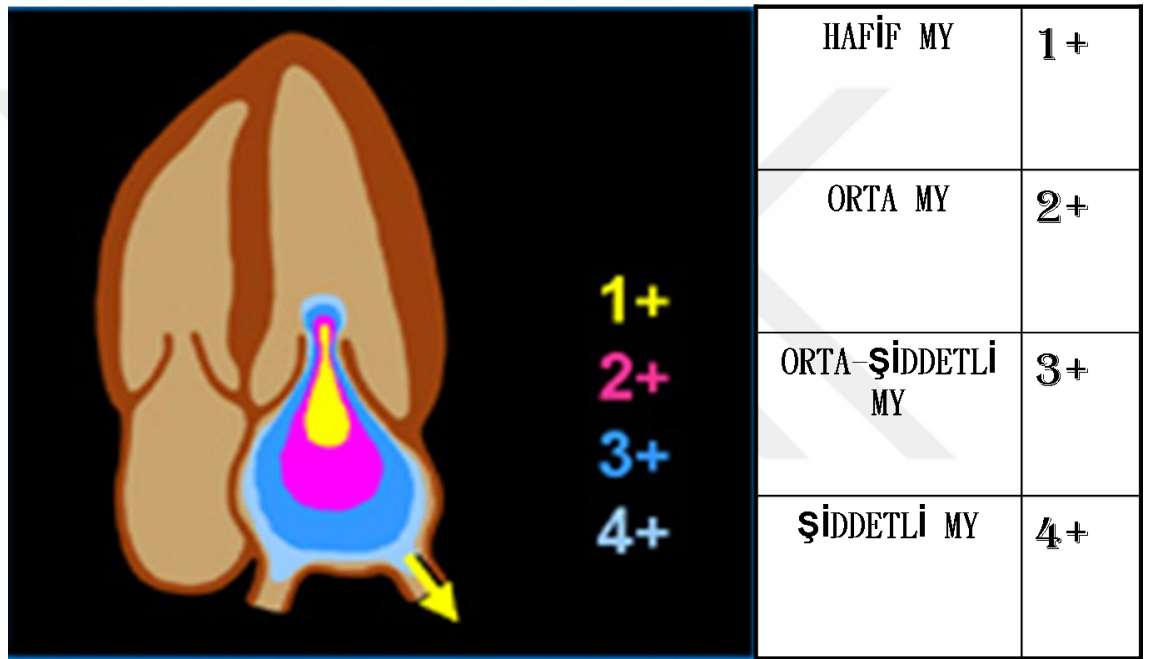 1+
2+
3+
4+
HAFİF MY 1+
ORTA MY 2+
ORTA-ŞİDDETLİ 3+
MY
ŞİDDETLİ MY 4+